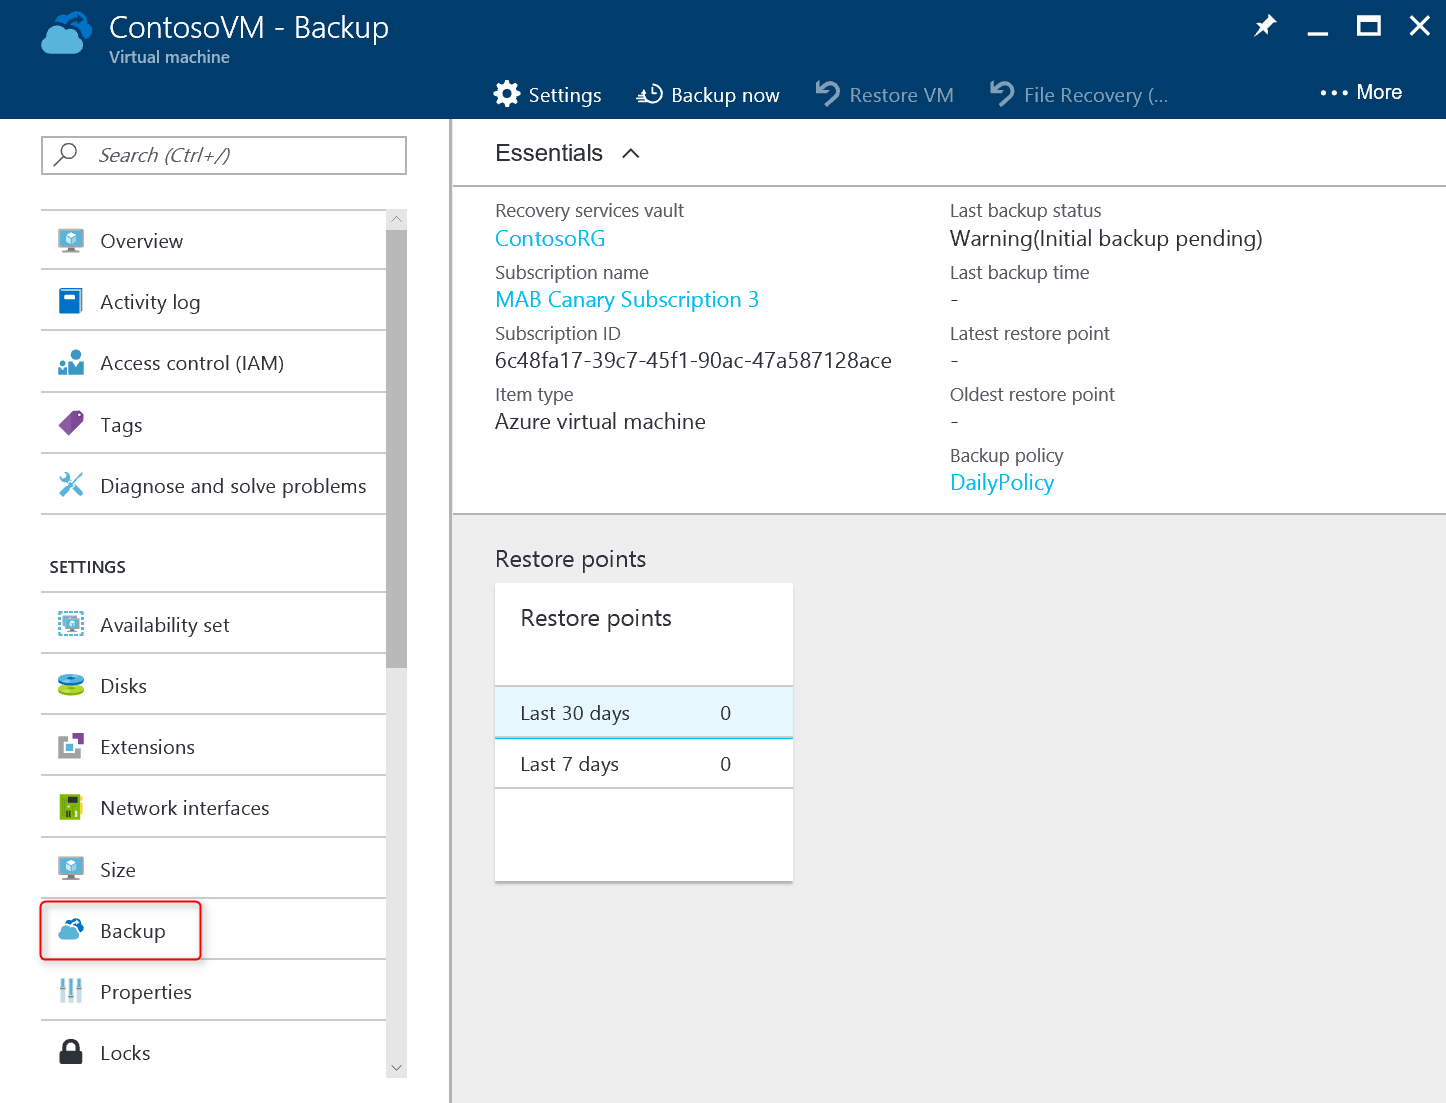 ContosoVM - Backup
Virtual machine
Settings
Backup now
Restore VM
File Recovery (...
More
Search (Ctrl+/)
Overview
Activity log
Access control (IAM)
Tags
Diagnose and solve problems
SETTINGS
Availability set
Disks
Extensions
Network interfaces
Size
Backup
Properties
Locks
Essentials
Recovery services vault
ContosoRG
Subscription name
MAB Canary Subscription 3
Subscription ID
6c48fa17-39c7-45f1-90ac-47a587128ace
Item type
Azure virtual machine
Last backup status
Warning(Initial backup pending)
Last backup time
-
Latest restore point
-
Oldest restore point
-
Backup policy
DailyPolicy
Restore points
Restore points
Last 30 days 0
Last 7 days 0